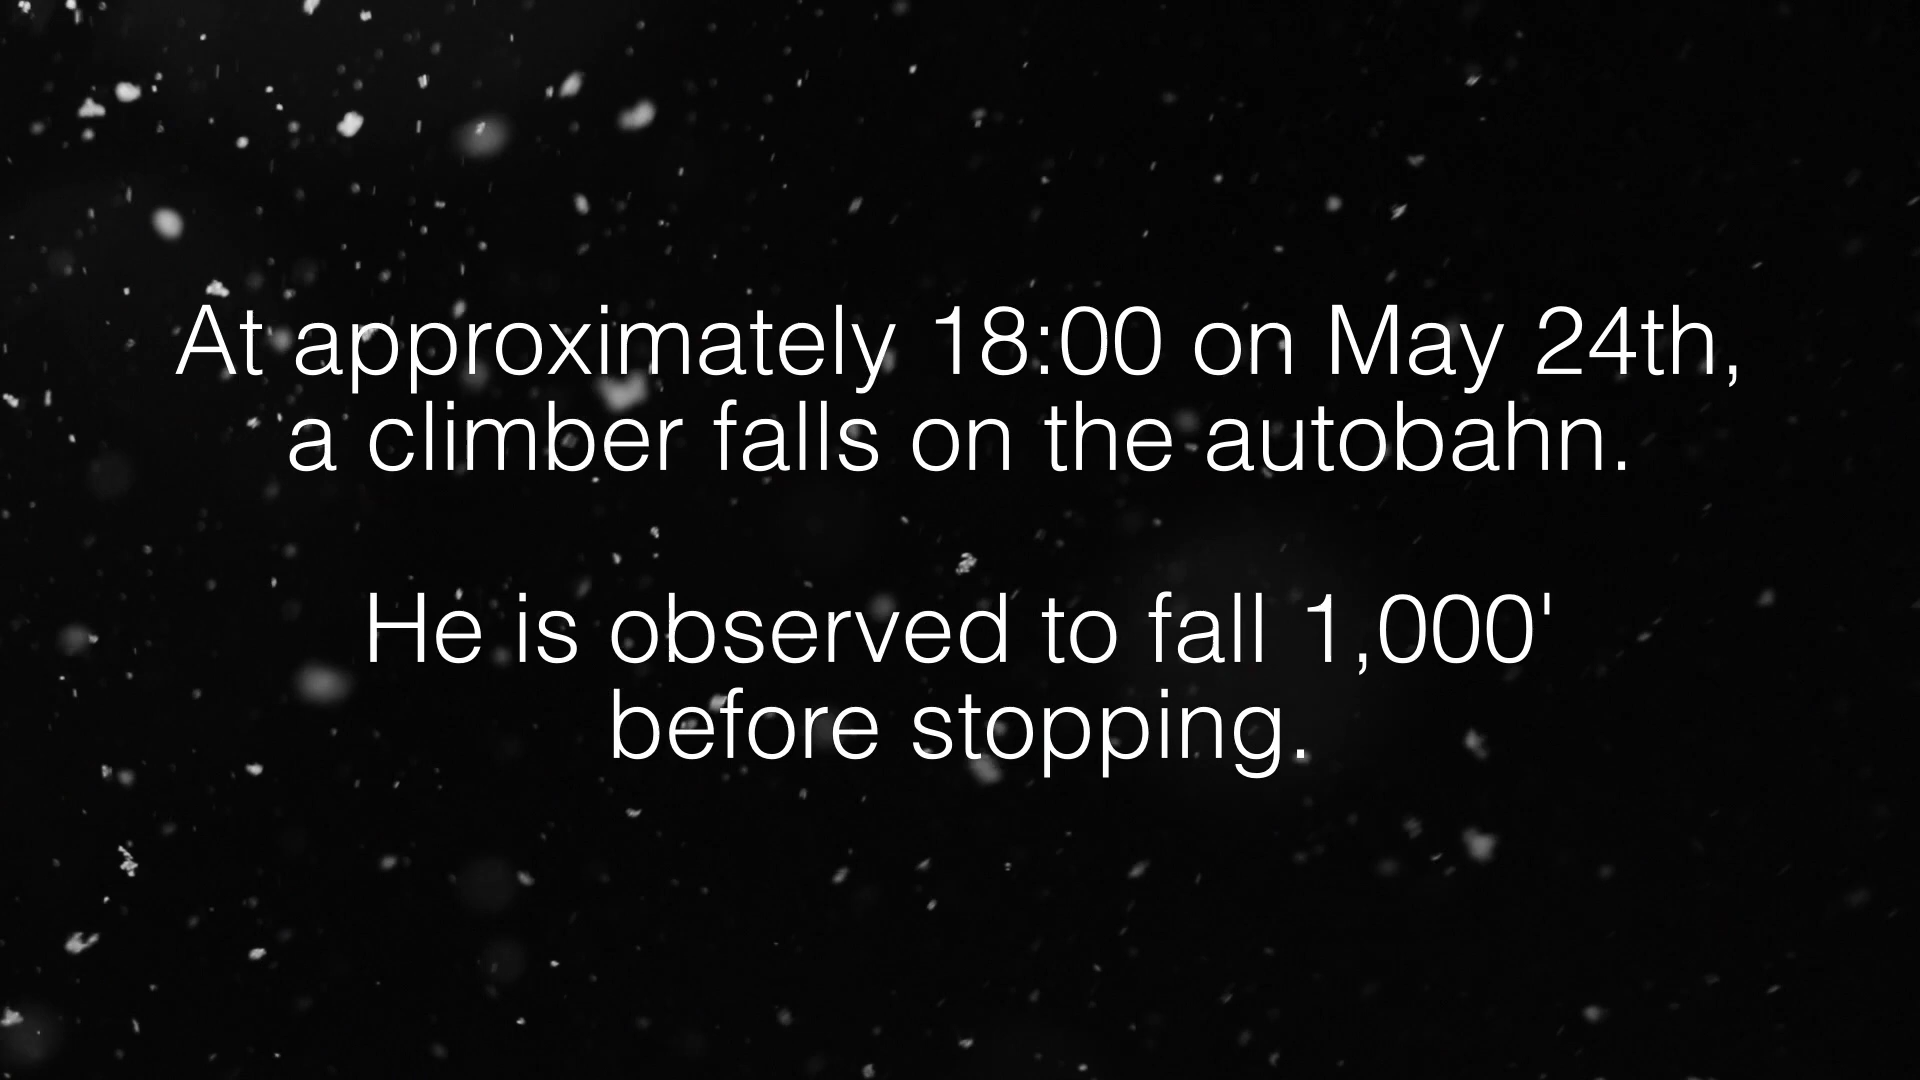 At approximately 18:00 on May 24th,
a climber falls on the autobahn.
He is observed to fall 1,000'
before stopping.